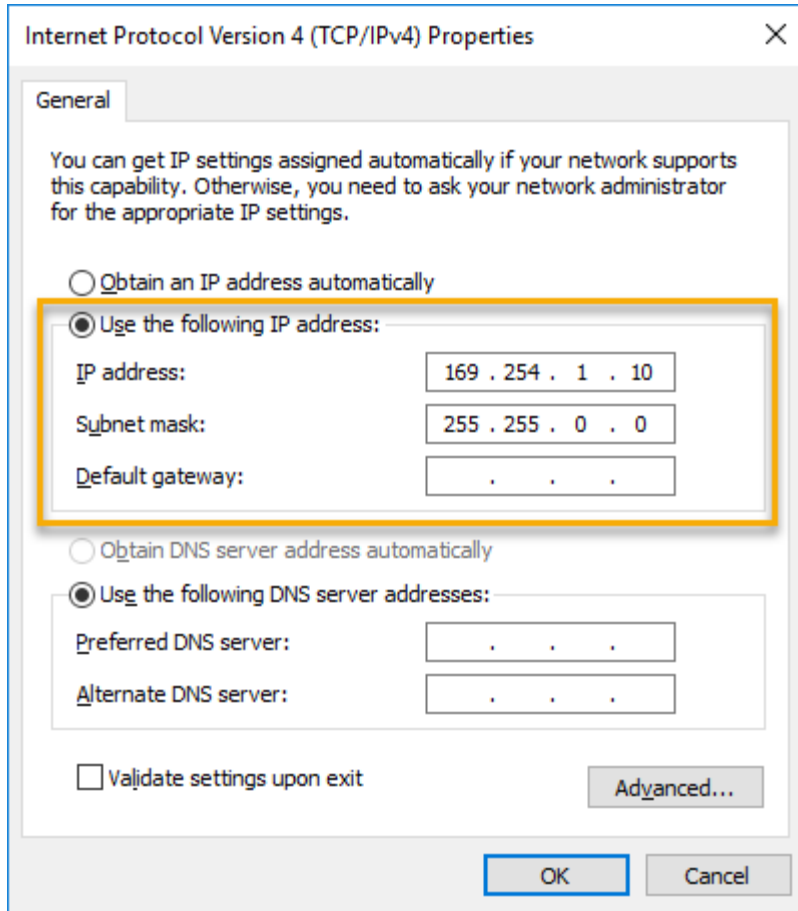 Internet Protocol Version 4 (TCP/IPv4) Properties
General
You can get IP settings assigned automatically if your network supports
this capability. Otherwise, you need to ask your network administrator
for the appropriate IP settings.
Obtain an IP address automatically
Use the following IP address:
IP address: 169 . 254 . 1 . 10
Subnet mask: 255 . 255 . 0 . 0
Default gateway: . . .
Obtain DNS server address automatically
Use the following DNS server addresses:
Preferred DNS server: . . .
Alternate DNS server: . . .
Validate settings upon exit
Advanced...
OK Cancel